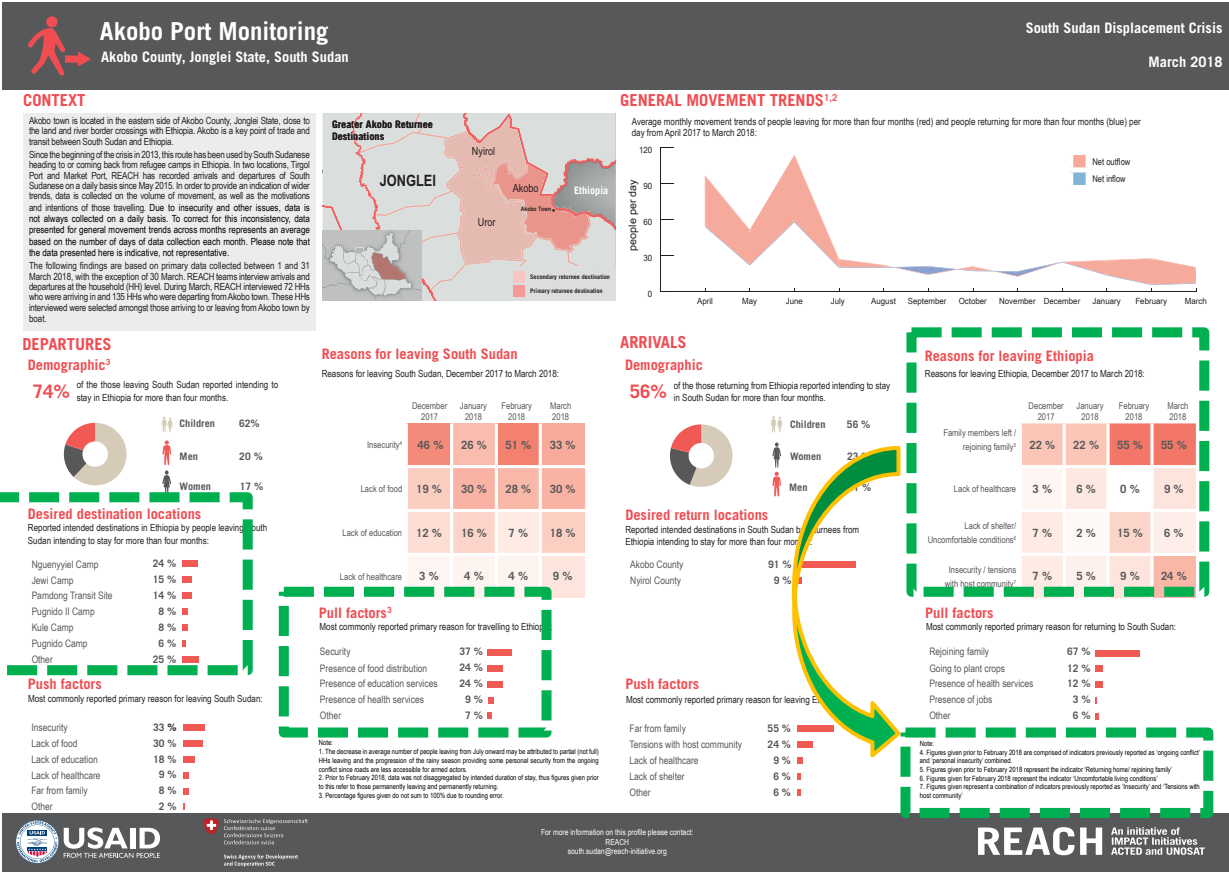 Akobo Port Monitoring
Akobo County, Jonglei State, South Sudan
South Sudan Displacement Crisis
March 2018
CONTEXT
Akobo town is located in the eastern side of Akobo County, Jonglei State, close to
the land and river border crossings with Ethiopia. Akobo is a key point of trade and
transit between South Sudan and Ethiopia.
Since the beginning of the crisis in 2013, this route has been used by South Sudanese
heading to or coming back from refugee camps in Ethiopia. In two locations, Tirgol
Port and Market Port, REACH has recorded arrivals and departures of South
Sudanese on a daily basis since May 2015. In order to provide an indication of wider
trends, data is collected on the volume of movement, as well as the motivations
and intentions of those travelling. Due to insecurity and other issues, data is
not always collected on a daily basis. To correct for this inconsistency, data
presented for general movement trends across months represents an average
based on the number of days of data collection each month. Please note that
the data presented here is indicative, not representative.
The following findings are based on primary data collected between 1 and 31
March 2018, with the exception of 30 March. REACH teams interview arrivals and
departures at the household (HH) level. During March, REACH interviewed 72 HHs
who were arriving in and 135 HHs who were departing from Akobo town. These HHs
interviewed were selected amongst those arriving to or leaving from Akobo town by
boat.
Greater Akobo Returnee
Destinations
Nyirol
JONGLEI
Akobo
Ethiopia
Akobo Town
Uror
Secondary returnee destination
Primary returnee destination
GENERAL MOVEMENT TRENDS1,2
Average monthly movement trends of people leaving for more than four months (red) and people returning for more than four months (blue) per
day from April 2017 to March 2018:
people per day
120
90
60
30
0
Net outflow
Net inflow
April May June July August September October November December January February March
DEPARTURES
Demographic3
74% of the those leaving South Sudan reported intending to
stay in Ethiopia for more than four months.
Children 62%
Men 20 %
Women 17 %
Desired destination locations
Reported intended destinations in Ethiopia by people leaving South
Sudan intending to stay for more than four months:
Nguenyyiel Camp 24 %
Jewi Camp 15 %
Pamdong Transit Site 14 %
Pugnido II Camp 8 %
Kule Camp 8 %
Pugnido Camp 6 %
Other 25 %
Push factors
Most commonly reported primary reason for leaving South Sudan:
Insecurity 33 %
Lack of food 30 %
Lack of education 18 %
Lack of healthcare 9 %
Far from family 8 %
Other 2 %
Reasons for leaving South Sudan
Reasons for leaving South Sudan, December 2017 to March 2018:
December 2017 January 2018 February 2018 March 2018
Insecurity4 46 % 26 % 51 % 33 %
Lack of food 19 % 30 % 28 % 30 %
Lack of education 12 % 16 % 7 % 18 %
Lack of healthcare 3 % 4 % 4 % 9 %
Pull factors3
Most commonly reported primary reason for travelling to Ethiopia:
Security 37 %
Presence of food distribution 24 %
Presence of education services 24 %
Presence of health services 9 %
Other 7 %
Note:
1. The decrease in average number of people leaving from July onward may be attributed to partial (not full)
HHs leaving and the progression of the rainy season providing some personal security from the ongoing
conflict since roads are less accessible for armed actors.
2. Prior to February 2018, data was not disaggregated by intended duration of stay, thus figures given prior
to this refer to those permanently leaving and permanently returning.
3. Percentage figures given do not sum to 100% due to rounding error.
ARRIVALS
Demographic
56% of the those returning from Ethiopia reported intending to stay
in South Sudan for more than four months.
Children 56 %
Women
Men
Desired return locations
Reported intended destinations in South Sudan by returnees from
Ethiopia intending to stay for more than four months:
Akobo County 91 %
Nyirol County 9 %
Push factors
Most commonly reported primary reason for leaving
Far from family 55 %
Tensions with host community 24 %
Lack of healthcare 9 %
Lack of shelter 6 %
Other 6 %
Reasons for leaving Ethiopia
Reasons for leaving Ethiopia, December 2017 to March 2018:
December 2017 January 2018 February 2018 March 2018
Family members left /
rejoining family5 22 % 22 % 55 % 55 %
Lack of healthcare 3 % 6 % 0 % 9 %
Lack of shelter/
Uncomfortable conditions6 7 % 2 % 15 % 6 %
Insecurity / tensions
with host community7 7 % 5 % 9 % 24 %
Pull factors
Most commonly reported primary reason for returning to South Sudan:
Rejoining family 67 %
Going to plant crops 12 %
Presence of health services 12 %
Presence of jobs 3 %
Other 6 %
Note:
4. Figures given prior to February 2018 are comprised of indicators previously reported as 'ongoing conflict'
and 'personal insecurity' combined.
5. Figures given prior to February 2018 represent the indicator 'Returning home/ rejoining family'
6. Figures given for February 2018 represent the indicator 'Uncomfortable living conditions'
7. Figures given represent a combination of indicators previously reported as 'Insecurity' and 'Tensions with
host community'
USAID
USAID
FROM THE AMERICAN PEOPLE
Schweizerische Eidgenossenschaft
Confédération suisse
Confederazione Svizzera
Confederaziun svizra
Swiss Agency for Development
and Cooperation SDC
For more information on this profile please contact:
REACH
south.sudan@reach-initiative.org
REACH
An initiative of
IMPACT Initiatives
ACTED and UNOSAT